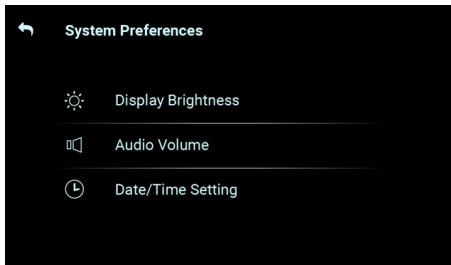 System Preferences
Display Brightness
Audio Volume
Date/Time Setting